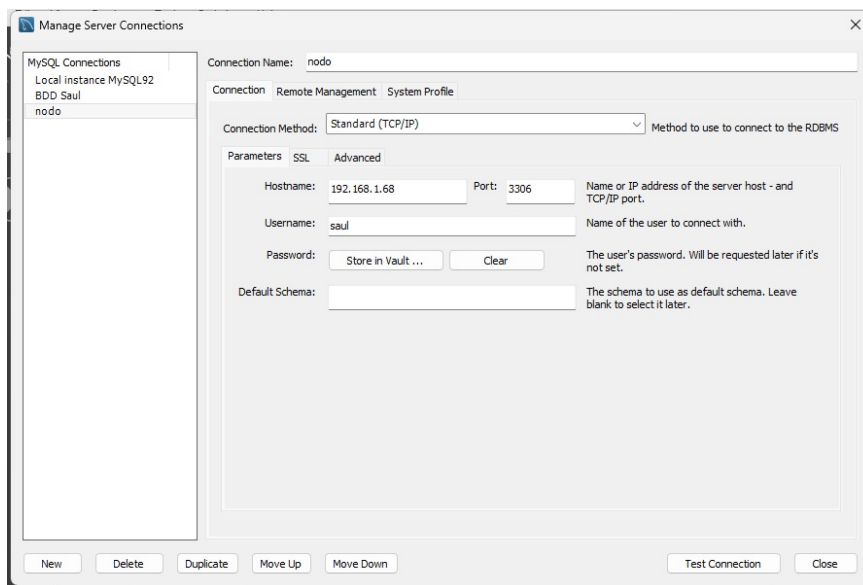 Manage Server Connections
MySQL Connections
Local instance MySQL92
BDD Saul
nodo
Connection Name: nodo
Connection Remote Management System Profile
Connection Method: Standard (TCP/IP) Method to use to connect to the RDBMS
Parameters SSL Advanced
Hostname: 192.168.1.68 Port: 3306 Name or IP address of the server host - and
TCP/IP port.
Username: saul Name of the user to connect with.
Password: Store in Vault ... Clear The user's password. Will be requested later if it's
not set.
Default Schema: The schema to use as default schema. Leave
blank to select it later.
New Delete Duplicate Move Up Move Down Test Connection Close